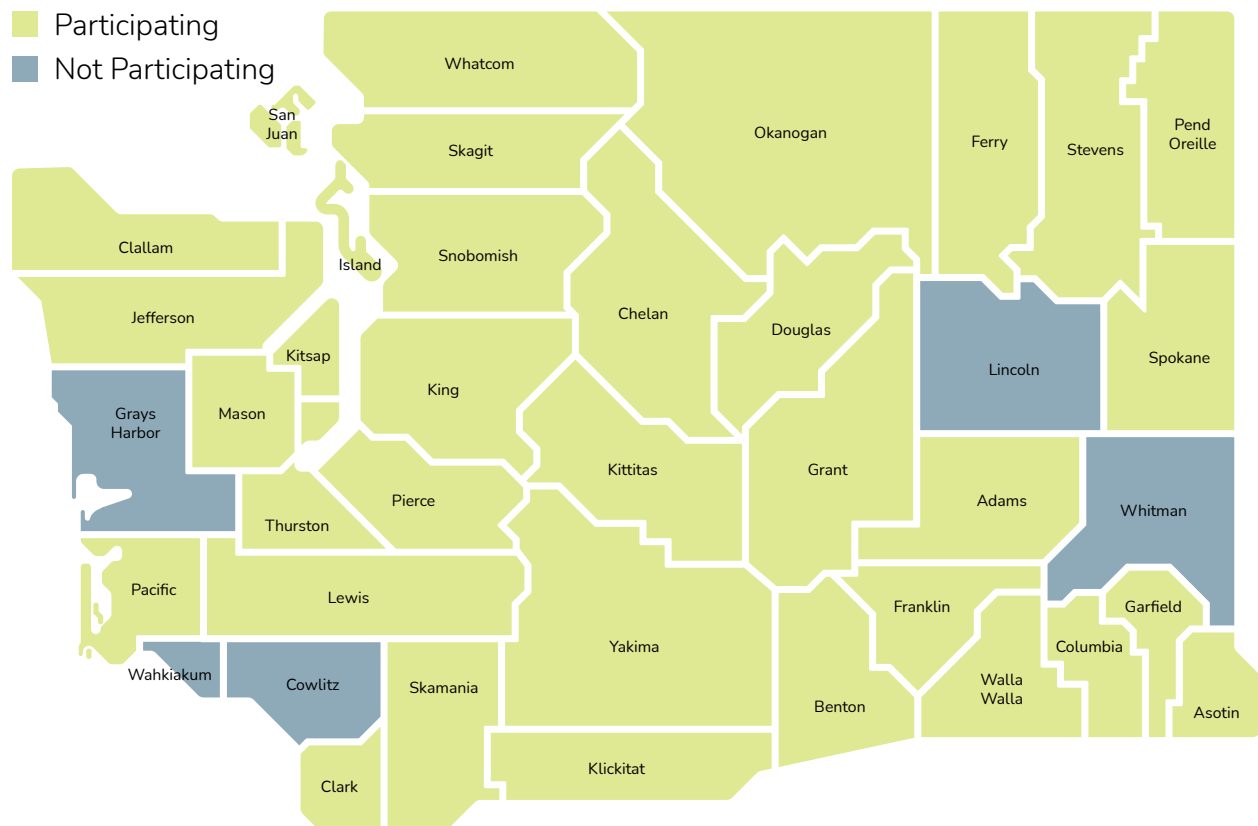 Participating
Not Participating
Whatcom
San
Juan
Skagit
Okanogan
Ferry
Stevens
Pend
Oreille
Clallam
Island
Snobomish
Jefferson
Chelan
Douglas
Kitsap
Lincoln
Spokane
King
Grays
Harbor
Mason
Kittitas
Grant
Pierce
Adams
Whitman
Thurston
Pacific
Lewis
Franklin
Garfield
Yakima
Columbia
Wahkiakum
Cowlitz
Skamania
Walla
Walla
Benton
Asotin
Klickitat
Clark